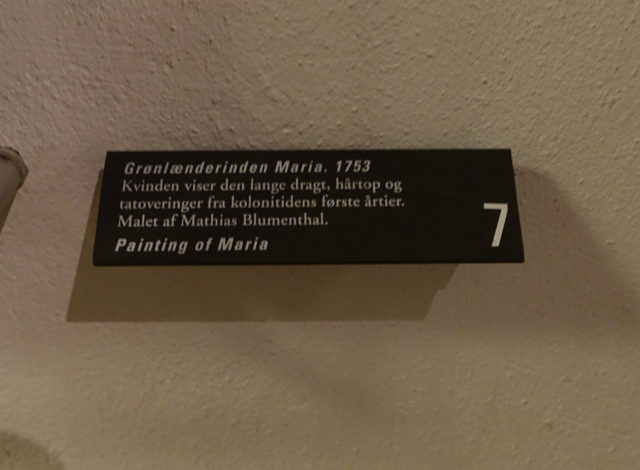 Grønlænderinden Maria. 1753
Kvinden viser den lange dragt, hårtop og
tatoveringer fra kolonitidens første årtier.
Malet af Mathias Blumenthal.
Painting of Maria
7